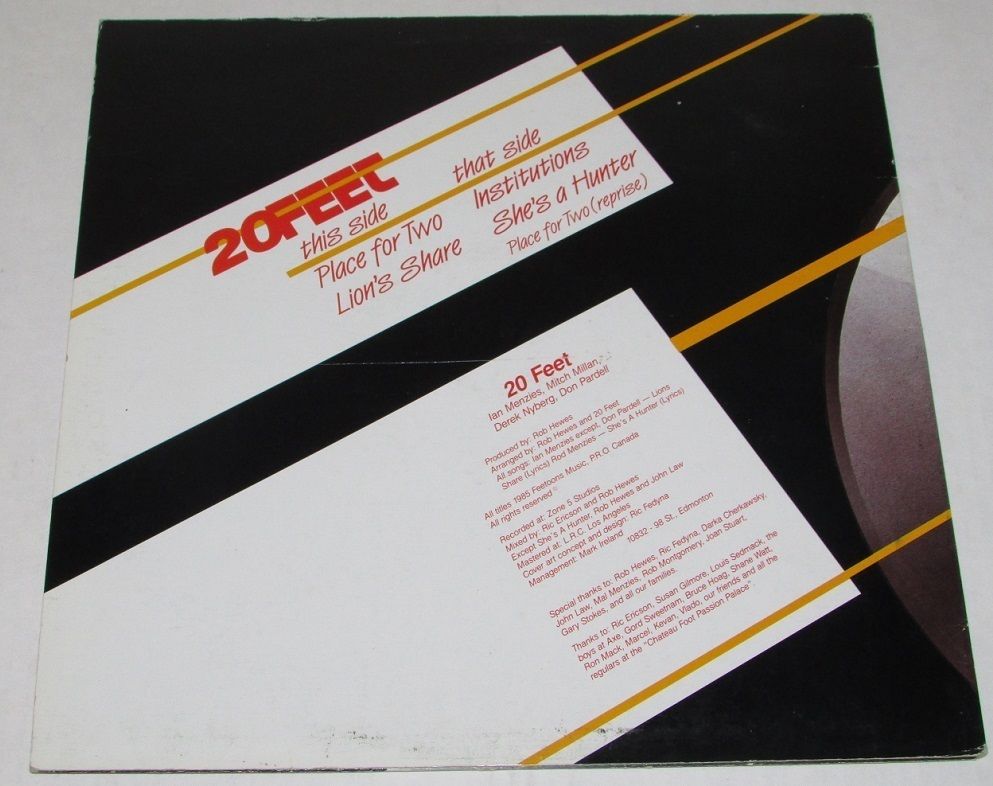 20FEET
this side
Place for Two
Lion's Share
that side
Institutions
She's a Hunter
Place for Two (reprise)
20 Feet
Ian Menzies, Mitch Millan,
Derek Nyberg, Don Pardell
Produced by: Rob Hewes
Arranged by: Rob Hewes and 20 Feet
All songs: Ian Menzies except, Don Pardell — Lions
Share (Lyrics) Rod Menzies — She's A Hunter (Lyrics)
All titles 1985 Feetoons Music, P.R.O. Canada
All rights reserved ©
Recorded at: Zone 5 Studios
Mixed by: Ric Ericson and Rob Hewes
Except She's A Hunter, Rob Hewes and John Law
Mastered at: L.R.C. Los Angeles
Cover art concept and design: Ric Fedyna
Management: Mark Ireland 10832 - 98 St., Edmonton
Special thanks to: Rob Hewes, Ric Fedyna, Darka Cherkawsky,
John Law, Mal Menzies, Rob Montgomery, Joan Stuart,
Gary Stokes, and all our families.
Thanks to: Ric Ericson, Susan Gilmore, Louis Sedmack, the
boys at Axe, Gord Sweetnam, Bruce Hoag, Shane Watt,
Ron Mack, Marcel, Kevan, Vlado, our friends and all the
regulars at the "Chateau Foot Passion Palace"